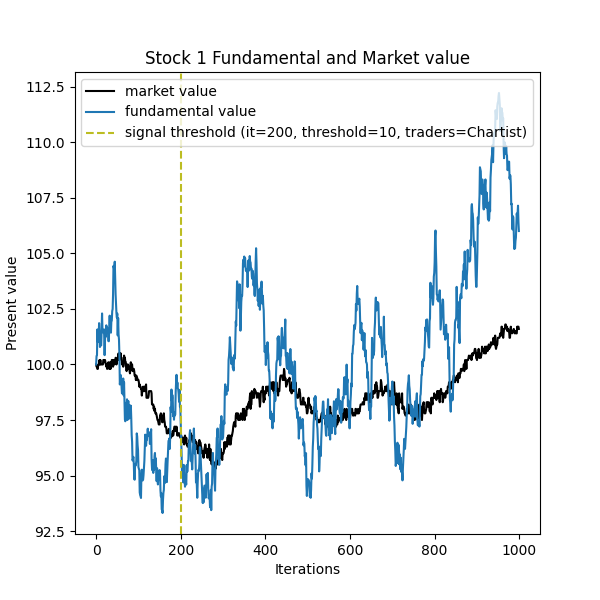 Stock 1 Fundamental and Market value
112.5
110.0
107.5
105.0
102.5
100.0
97.5
95.0
92.5
Present value
market value
fundamental value
signal threshold (it=200, threshold=10, traders=Chartist)
0 200 400 600 800 1000
Iterations